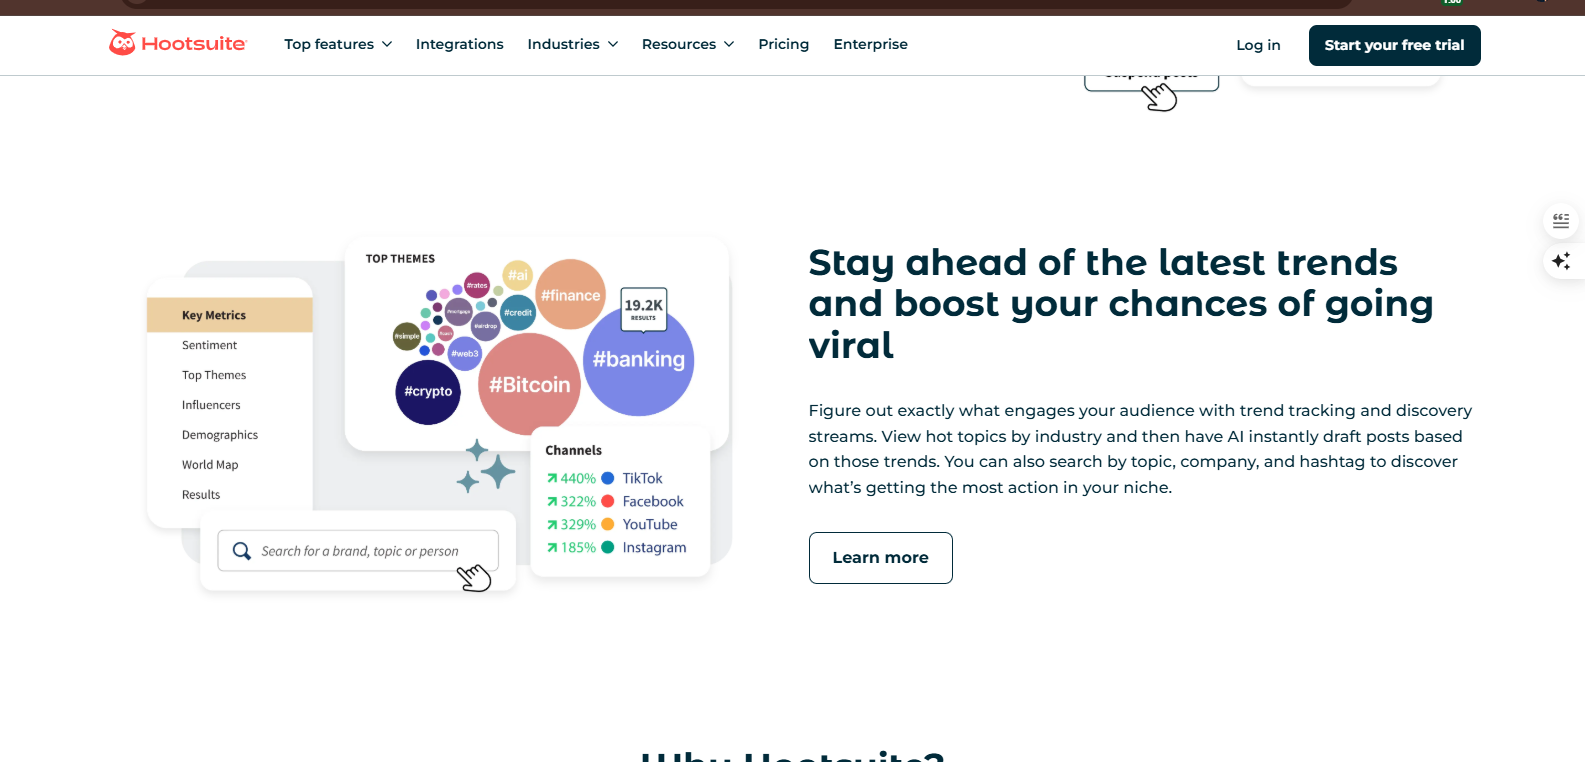 Hootsuite
Top features
Integrations
Industries
Resources
Pricing
Enterprise
Log in
Start your free trial
Key Metrics
Sentiment
Top Themes
Influencers
Demographics
World Map
Results
TOP THEMES
#ai
#rates
#finance
#mortgage
#credit
#airdrop
#simple
#web3
#crypto
#Bitcoin
#banking
19.2K
RESULTS
Channels
440% TikTok
322% Facebook
329% YouTube
185% Instagram
Search for a brand, topic or person
Stay ahead of the latest trends
and boost your chances of going
viral
Figure out exactly what engages your audience with trend tracking and discovery
streams. View hot topics by industry and then have AI instantly draft posts based
on those trends. You can also search by topic, company, and hashtag to discover
what’s getting the most action in your niche.
Learn more
Why Hootsuite?